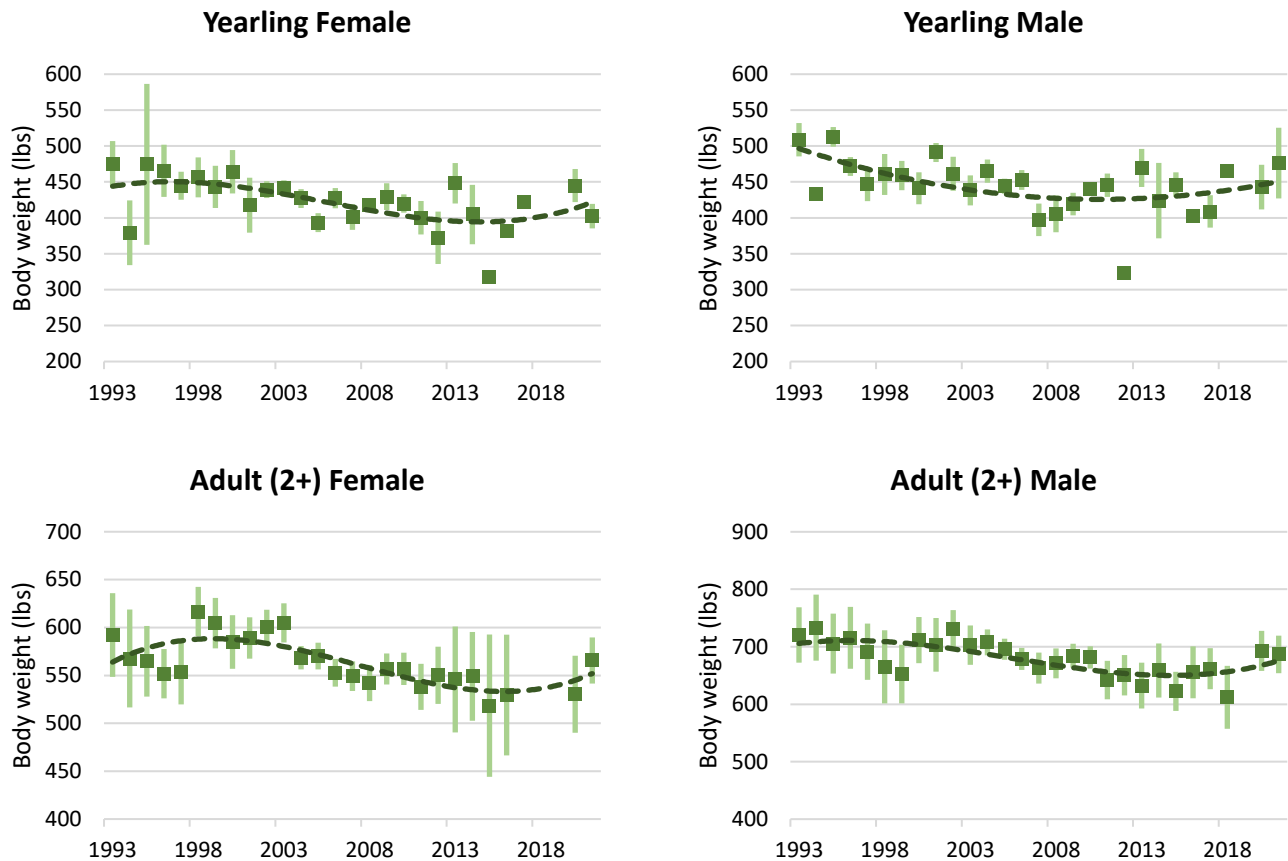 Yearling Female
Body weight (lbs)
600
550
500
450
400
350
300
250
200
1993 1998 2003 2008 2013 2018
Yearling Male
Body weight (lbs)
600
550
500
450
400
350
300
250
200
1993 1998 2003 2008 2013 2018
Adult (2+) Female
Body weight (lbs)
700
650
600
550
500
450
400
1993 1998 2003 2008 2013 2018
Adult (2+) Male
Body weight (lbs)
900
800
700
600
500
400
1993 1998 2003 2008 2013 2018